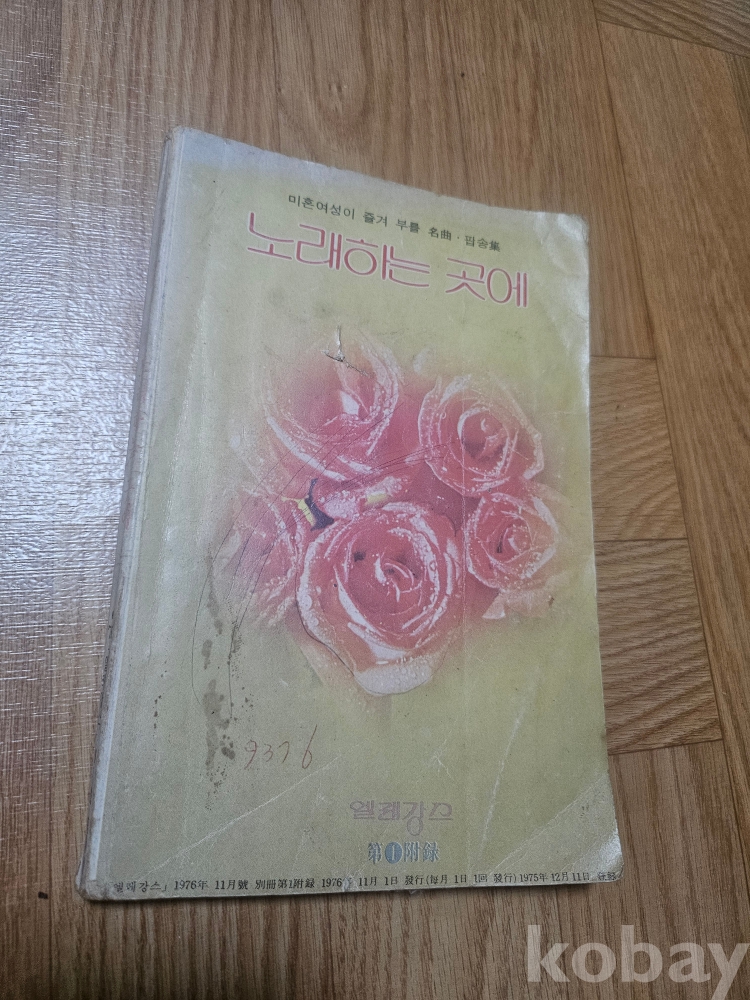 미혼여성이 즐겨 부를 名曲·팝송集
노래하는 곳에
9376
엘레강스
第1附録
엘레강스」 1976年 11月號 別冊第1附録 1976年 11月 1日 發行(毎月 1日 1回 發行)1975年 12月 11日
kobay